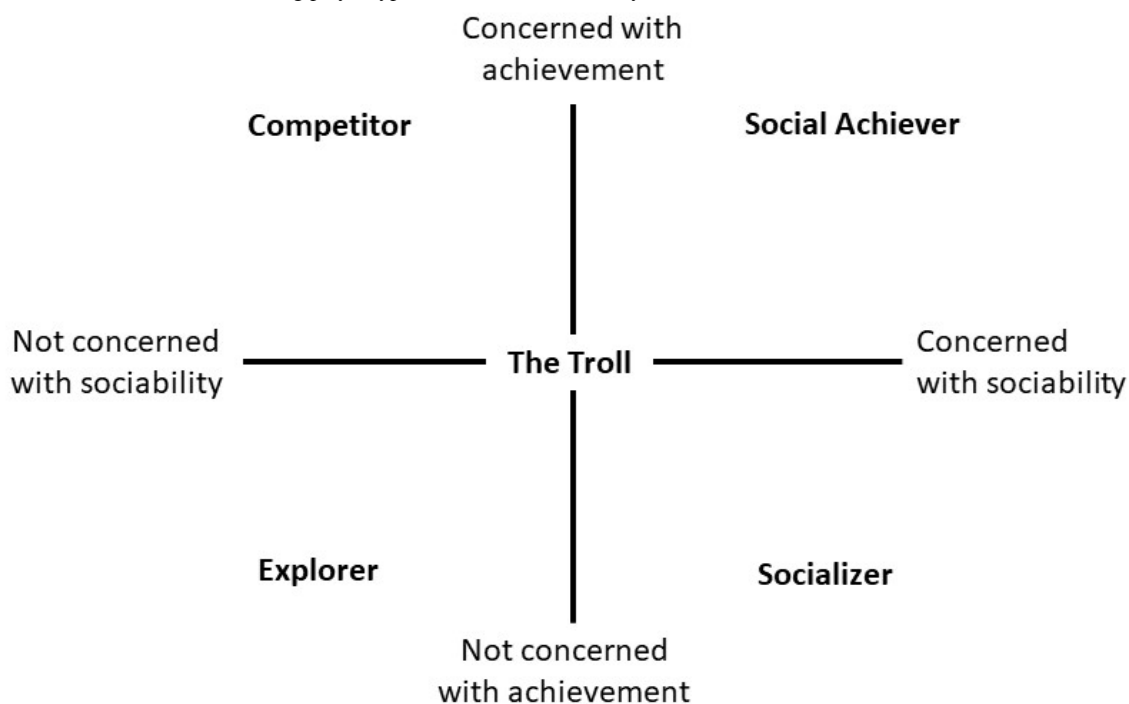 Concerned with
achievement
Competitor
Social Achiever
Not concerned
with sociability
The Troll
Concerned
with sociability
Explorer
Socializer
Not concerned
with achievement